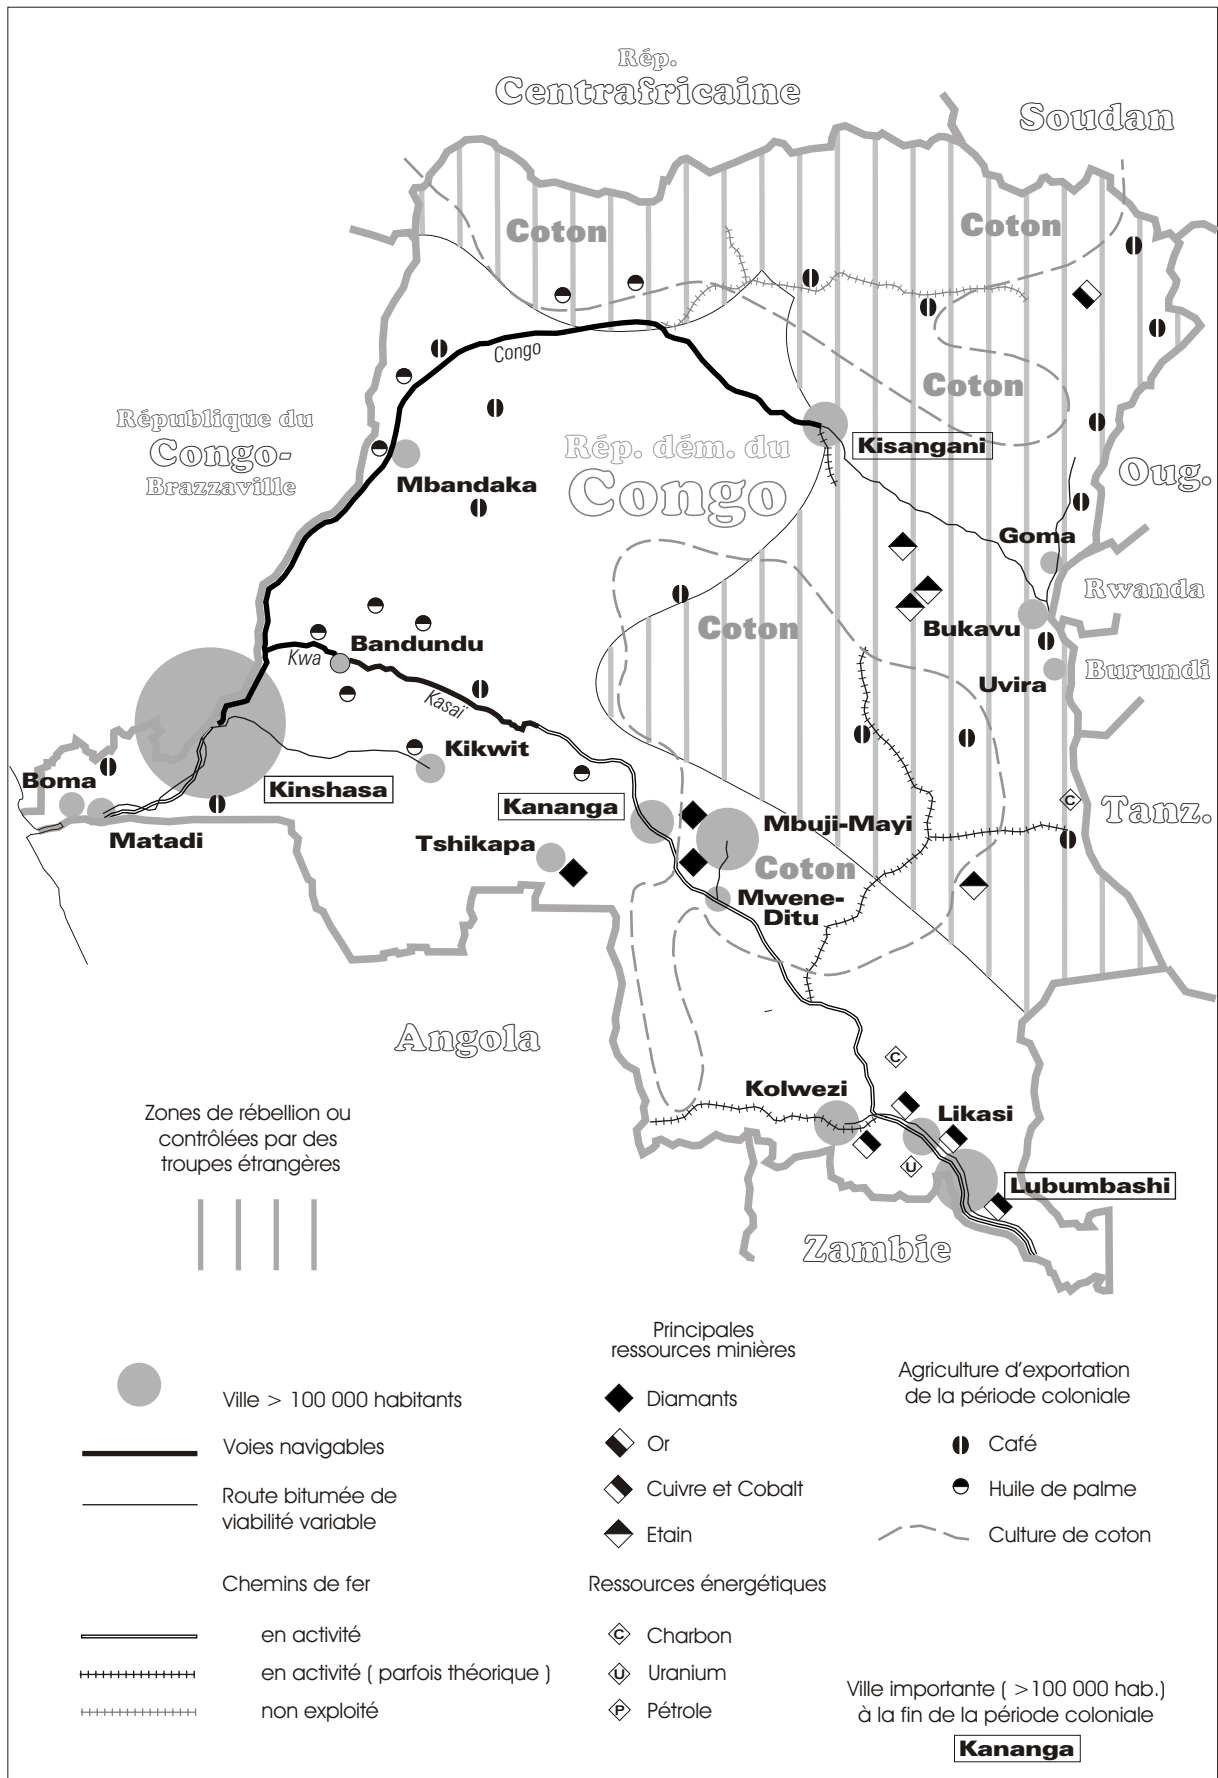 Rép.
Centrafricaine
Soudan
Coton
Coton
Congo
Coton
République du
Congo-
Brazzaville
Rép. dém. du
Congo
Kisangani
Oug.
Mbandaka
Goma
Rwanda
Bukavu
Coton
Bandundu
Kwa
Kasaï
Uvira
Burundi
Kikwit
Boma
Kinshasa
Kananga
C
Tanz.
Matadi
Mbuji-Mayi
Tshikapa
Coton
Mwene-
Ditu
Angola
C
Kolwezi
Likasi
U
Lubumbashi
Zambie
Zones de rébellion ou
contrôlées par des
troupes étrangères
Ville > 100 000 habitants
Voies navigables
Route bitumée de
viabilité variable
Chemins de fer
en activité
en activité ( parfois théorique )
non exploité
Principales
ressources minières
Diamants
Or
Cuivre et Cobalt
Etain
Ressources énergétiques
C Charbon
U Uranium
P Pétrole
Agriculture d'exportation
de la période coloniale
Café
Huile de palme
Culture de coton
Ville importante ( >100 000 hab.)
à la fin de la période coloniale
Kananga